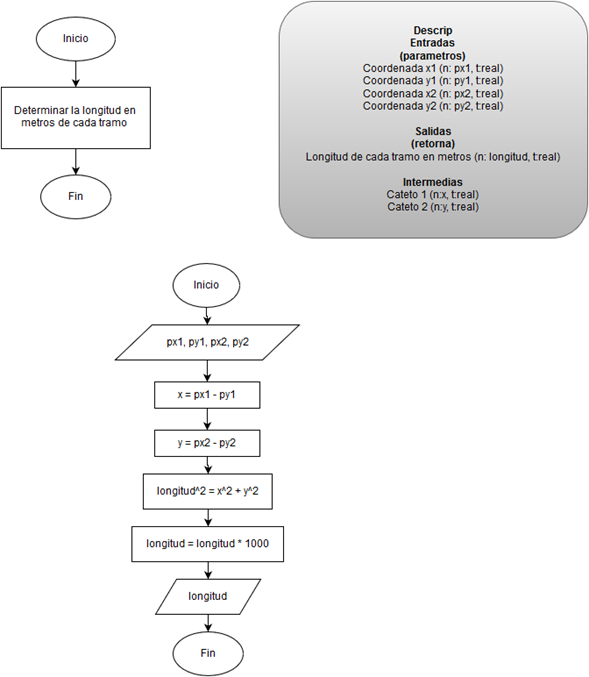 Inicio
Determinar la longitud en
metros de cada tramo
Fin
Descrip
Entradas
(parametros)
Coordenada x1 (n: px1, t:real)
Coordenada y1 (n: py1, t:real)
Coordenada x2 (n: px2, t:real)
Coordenada y2 (n: py2, t:real)
Salidas
(retorna)
Longitud de cada tramo en metros (n: longitud, t:real)
Intermedias
Cateto 1 (n:x, t:real)
Cateto 2 (n:y, t:real)
Inicio
px1, py1, px2, py2
x = px1 - py1
y = px2 - py2
longitud^2 = x^2 + y^2
longitud = longitud * 1000
longitud
Fin